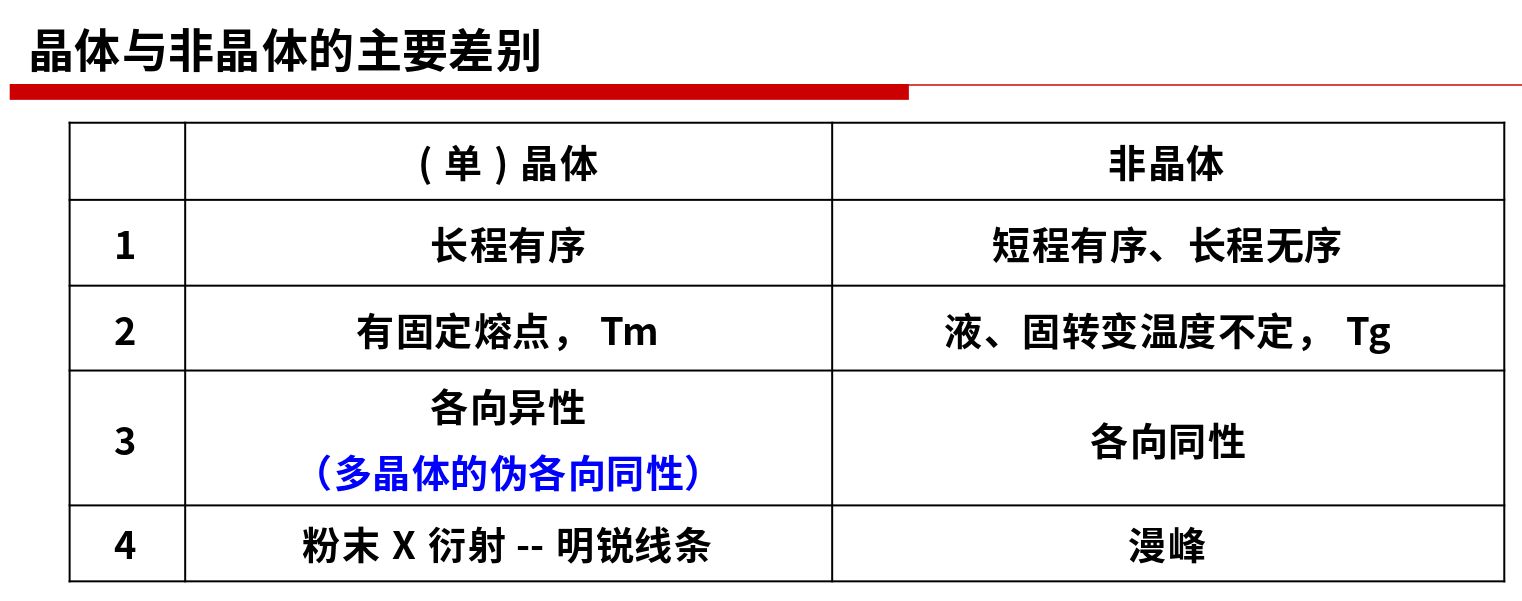 晶体与非晶体的主要差别
（单）晶体
非晶体
1
长程有序
短程有序、长程无序
2
有固定熔点， Tm
液、固转变温度不定， Tg
3
各向异性
（多晶体的伪各向同性）
各向同性
4
粉末 X 衍射 -- 明锐线条
漫峰